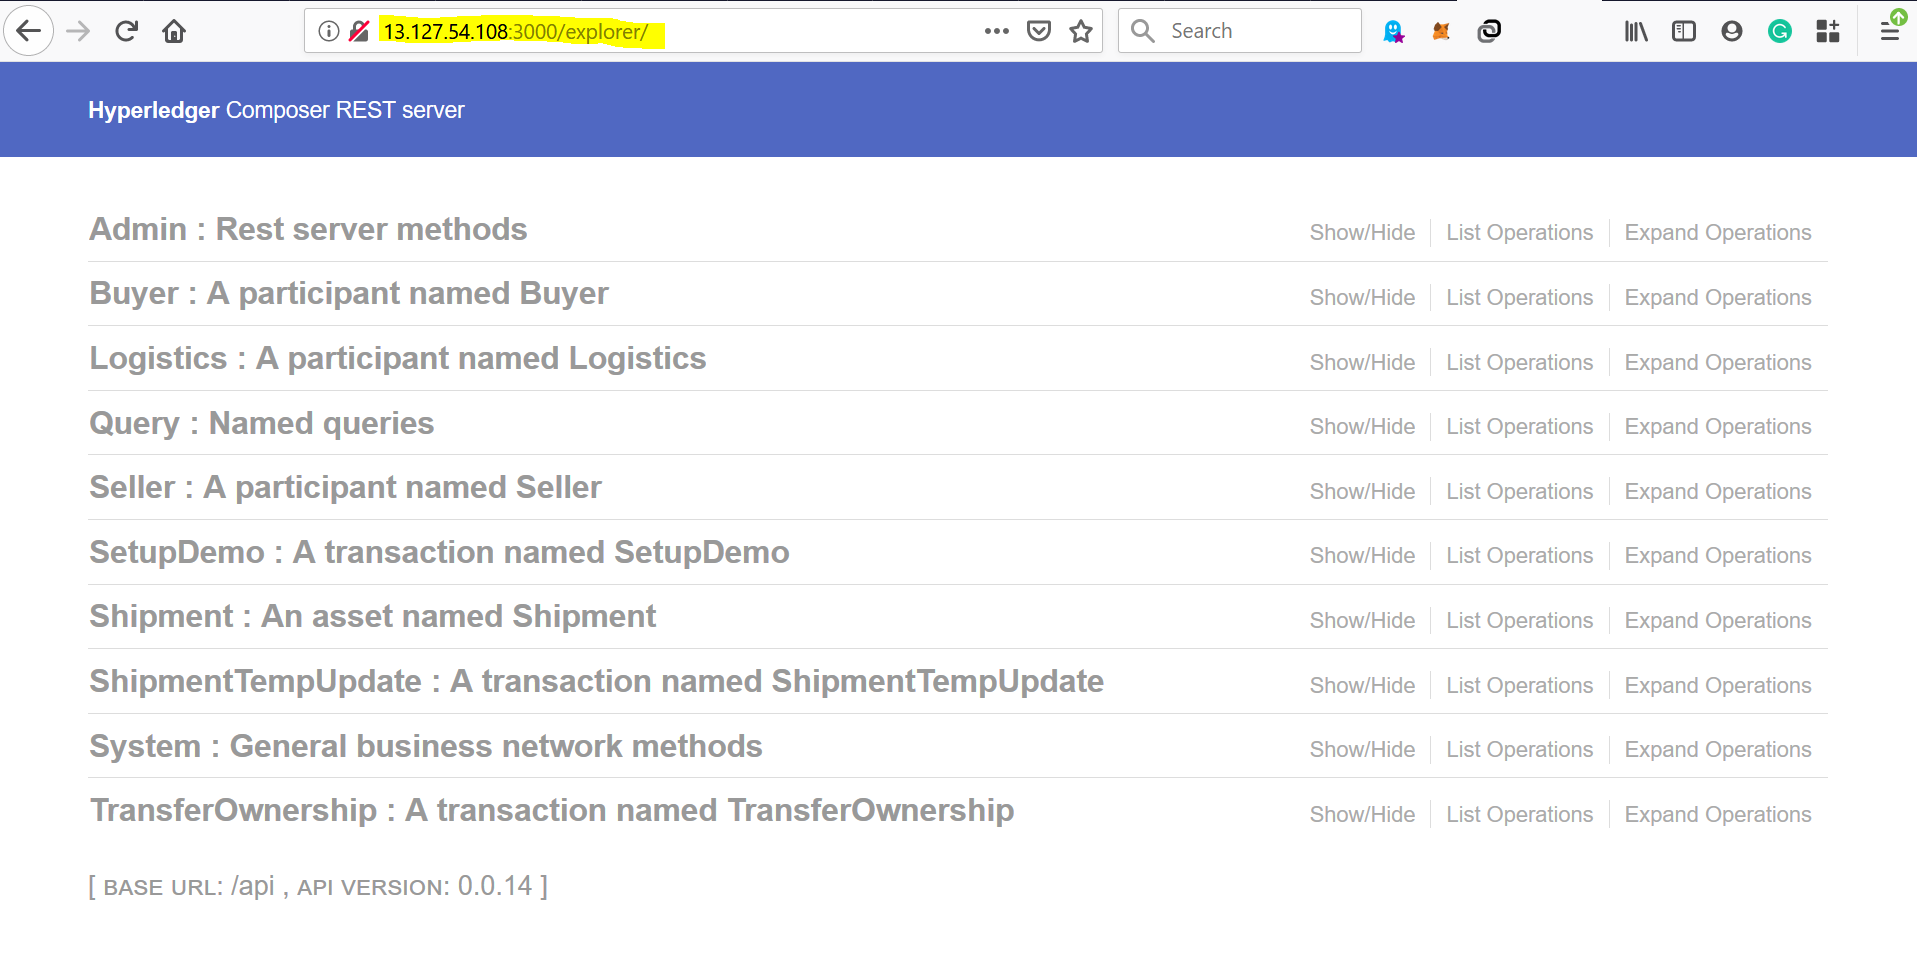 13.127.54.108:3000/explorer/
Search
Hyperledger Composer REST server
Admin : Rest server methods Show/Hide List Operations Expand Operations
Buyer : A participant named Buyer Show/Hide List Operations Expand Operations
Logistics : A participant named Logistics Show/Hide List Operations Expand Operations
Query : Named queries Show/Hide List Operations Expand Operations
Seller : A participant named Seller Show/Hide List Operations Expand Operations
SetupDemo : A transaction named SetupDemo Show/Hide List Operations Expand Operations
Shipment : An asset named Shipment Show/Hide List Operations Expand Operations
ShipmentTempUpdate : A transaction named ShipmentTempUpdate Show/Hide List Operations Expand Operations
System : General business network methods Show/Hide List Operations Expand Operations
TransferOwnership : A transaction named TransferOwnership Show/Hide List Operations Expand Operations
[ BASE URL: /api , API VERSION: 0.0.14 ]